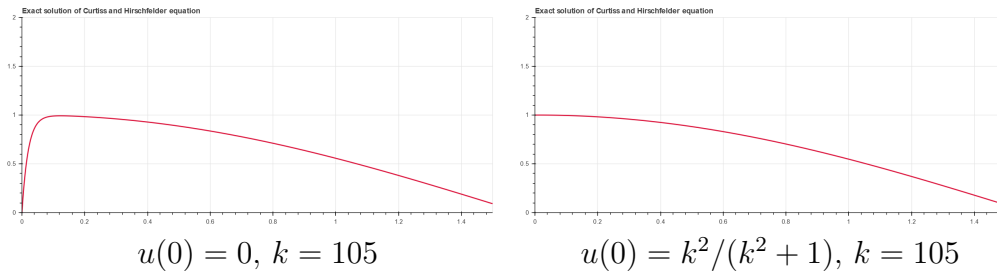 Exact solution of Curtiss and Hirschfelder equation
2
1.5
1
0.5
0
0 0.2 0.4 0.6 0.8 1 1.2 1.4
u(0) = 0, k = 105
Exact solution of Curtiss and Hirschfelder equation
2
1.5
1
0.5
0
0 0.2 0.4 0.6 0.8 1 1.2 1.4
u(0) = k²/(k² + 1), k = 105